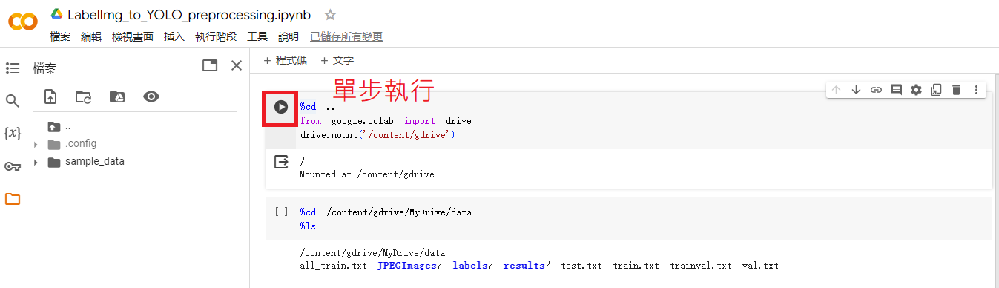 LabelImg_to_YOLO_preprocessing.ipynb
檔案 編輯 檢視畫面 插入 執行階段 工具 說明 已儲存所有變更
檔案
+ 程式碼 + 文字
..
.config
sample_data
{x}
單步執行
%cd ..
from google.colab import drive
drive.mount('/content/gdrive')
/
Mounted at /content/gdrive
[ ] %cd /content/gdrive/MyDrive/data
%ls
/content/gdrive/MyDrive/data
all_train.txt JPEGImages/ labels/ results/ test.txt train.txt trainval.txt val.txt